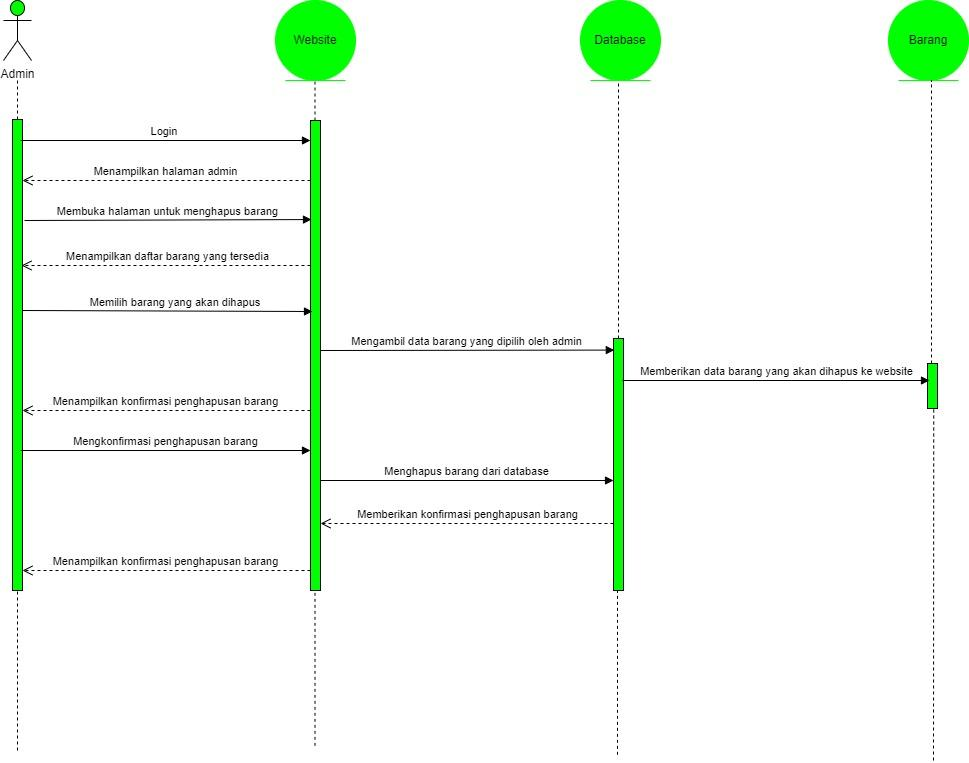 Website
Database
Barang
Admin
Login
Menampilkan halaman admin
Membuka halaman untuk menghapus barang
Menampilkan daftar barang yang tersedia
Memilih barang yang akan dihapus
Mengambil data barang yang dipilih oleh admin
Memberikan data barang yang akan dihapus ke website
Menampilkan konfirmasi penghapusan barang
Mengkonfirmasi penghapusan barang
Menghapus barang dari database
Memberikan konfirmasi penghapusan barang
Menampilkan konfirmasi penghapusan barang